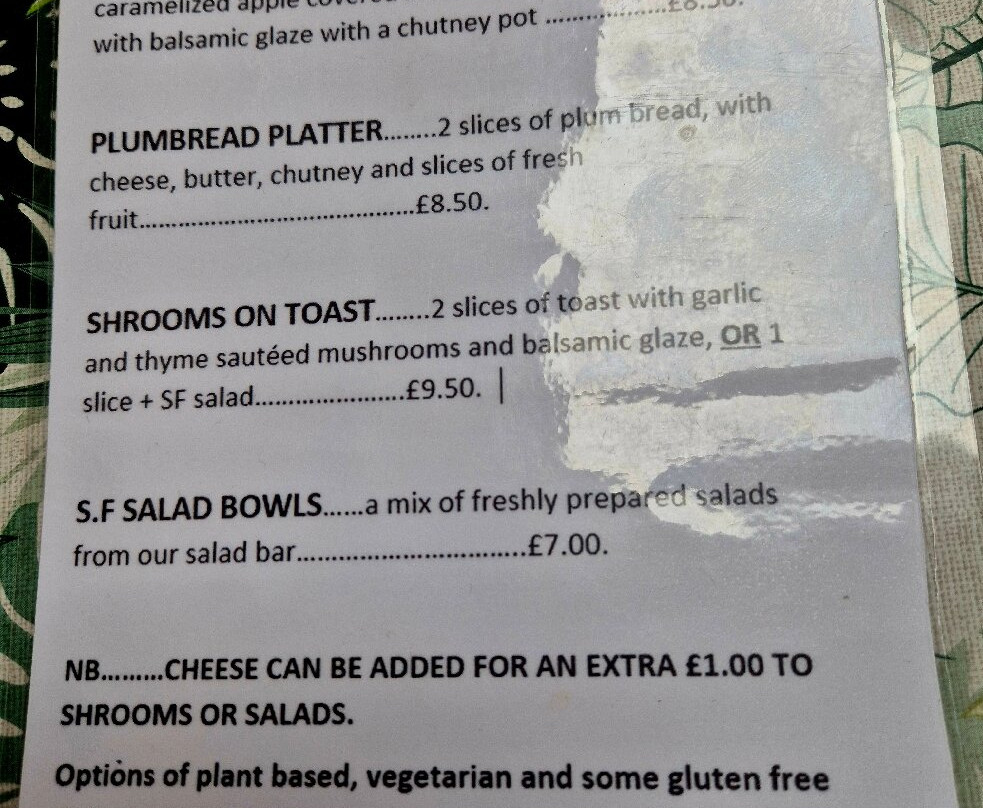 caramelized apple
with balsamic glaze with a chutney pot ......................£8.50.
PLUMBREAD PLATTER........2 slices of plum bread, with
cheese, butter, chutney and slices of fresh
fruit.............................................£8.50.
SHROOMS ON TOAST........2 slices of toast with garlic
and thyme sautéed mushrooms and balsamic glaze, OR 1
slice + SF salad........................£9.50. |
S.F SALAD BOWLS......a mix of freshly prepared salads
from our salad bar.....................................£7.00.
NB.........CHEESE CAN BE ADDED FOR AN EXTRA £1.00 TO
SHROOMS OR SALADS.
Options of plant based, vegetarian and some gluten free